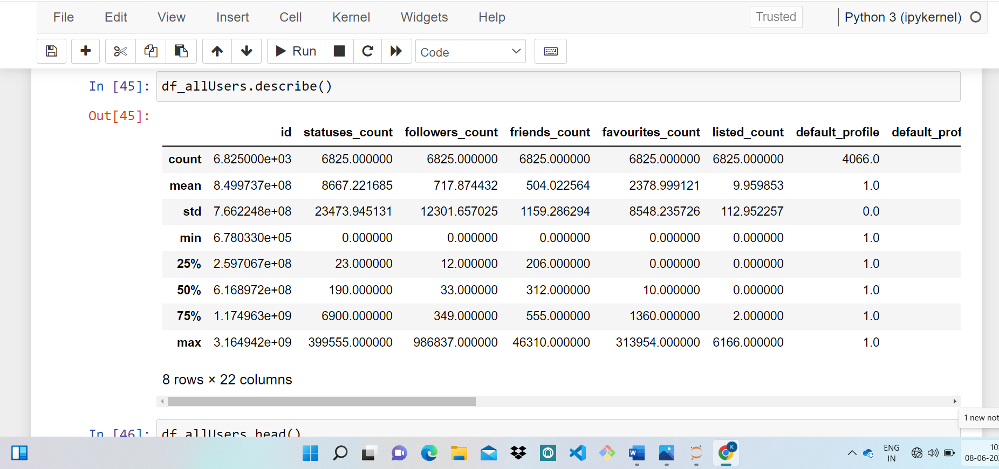 File Edit View Insert Cell Kernel Widgets Help Trusted Python 3 (ipykernel)
Run Code
In [45]: df_allUsers.describe()
Out[45]:
id statuses_count followers_count friends_count favourites_count listed_count default_profile default_prof
count 6.825000e+03 6825.000000 6825.000000 6825.000000 6825.000000 6825.000000 4066.0
mean 8.499737e+08 8667.221685 717.874432 504.022564 2378.999121 9.959853 1.0
std 7.662248e+08 23473.945131 12301.657025 1159.286294 8548.235726 112.952257 0.0
min 6.780330e+05 0.000000 0.000000 0.000000 0.000000 0.000000 1.0
25% 2.597067e+08 23.000000 12.000000 206.000000 0.000000 0.000000 1.0
50% 6.168972e+08 190.000000 33.000000 312.000000 10.000000 0.000000 1.0
75% 1.174963e+09 6900.000000 349.000000 555.000000 1360.000000 2.000000 1.0
max 3.164942e+09 399555.000000 986837.000000 46310.000000 313954.000000 6166.000000 1.0
8 rows × 22 columns
1 new not
In [46]: df_allUsers.head()
W K
ENG
IN
10:
08-06-20